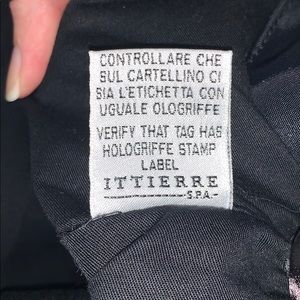 CONTROLLARE CHE
SUL CARTELLINO CI
SIA L'ETICHETTA CON
UGUALE OLOGRIFFE
VERIFY THAT TAG HAS
HOLOGRIFFE STAMP
LABEL
ITTIERRE
S.P.A.